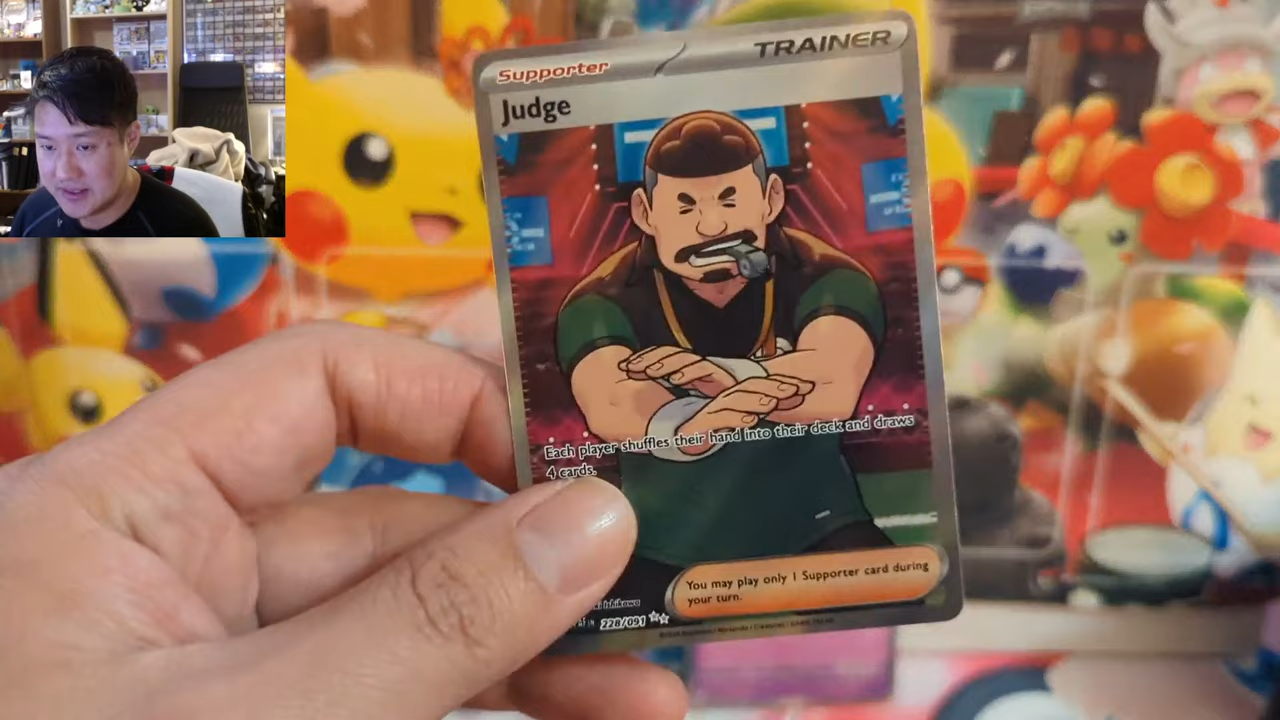 Supporter
TRAINER
Judge
Each player shuffles their hand into their deck and draws
4 cards.
You may play only 1 Supporter card during
your turn.
Ishikawa
228/091